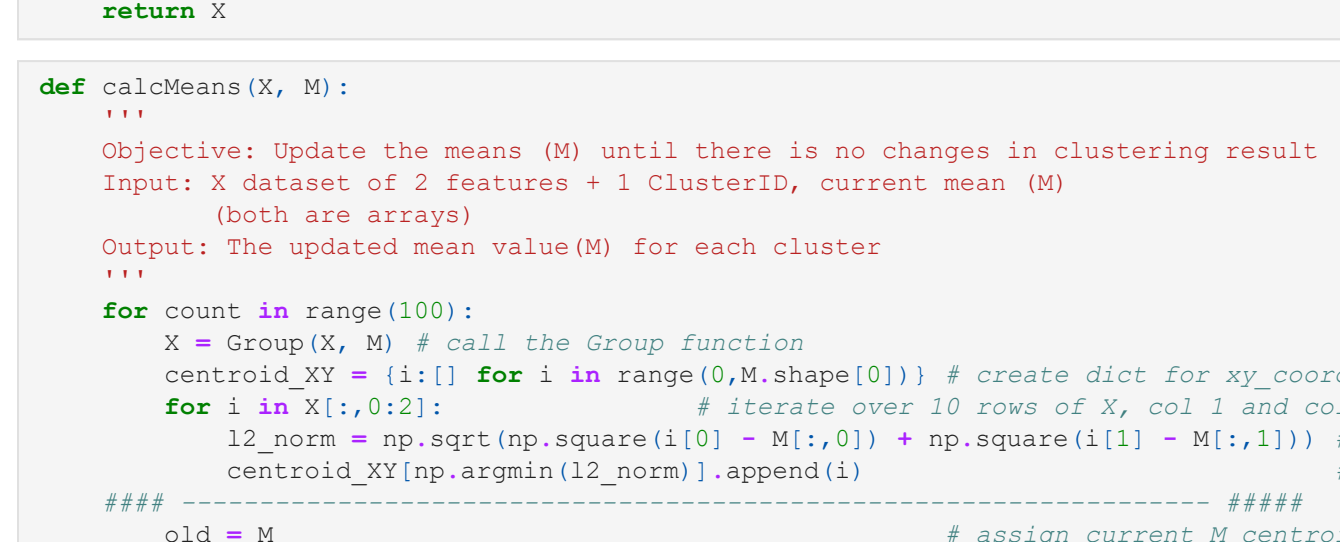 return X
def calcMeans(X, M):
    '''
    Objective: Update the means (M) until there is no changes in clustering result
    Input: X dataset of 2 features + 1 ClusterID, current mean (M)
           (both are arrays)
    Output: The updated mean value(M) for each cluster
    '''
    for count in range(100):
        X = Group(X, M) # call the Group function
        centroid_XY = {i:[] for i in range(0,M.shape[0])} # create dict for xy_coord
        for i in X[:,0:2]:                # iterate over 10 rows of X, col 1 and col
            l2_norm = np.sqrt(np.square(i[0] - M[:,0]) + np.square(i[1] - M[:,1])) #
            centroid_XY[np.argmin(l2_norm)].append(i)                              #
    #### ------------------------------------------------------------------ #####
        old = M                                           # assign current M centro